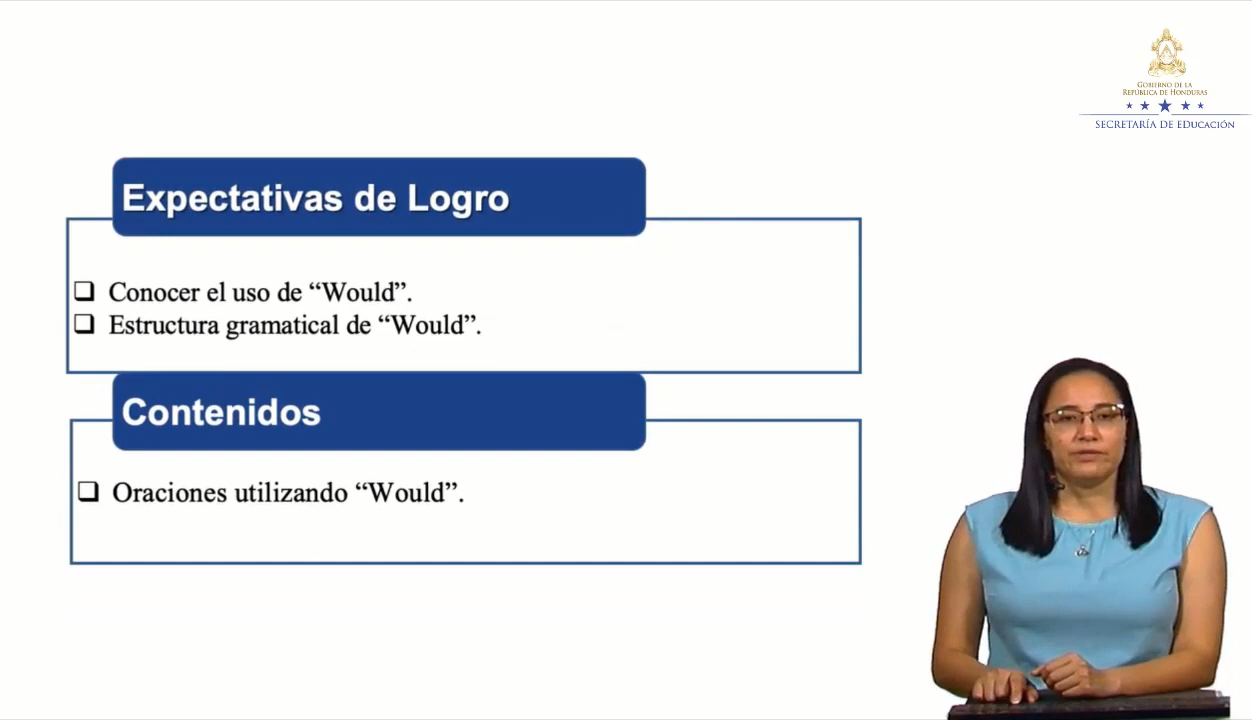 GOBIERNO DE LA
REPÚBLICA DE HONDURAS
SECRETARÍA DE EDUCACIÓN
Expectativas de Logro
❑ Conocer el uso de “Would”.
❑ Estructura gramatical de “Would”.
Contenidos
❑ Oraciones utilizando “Would”.